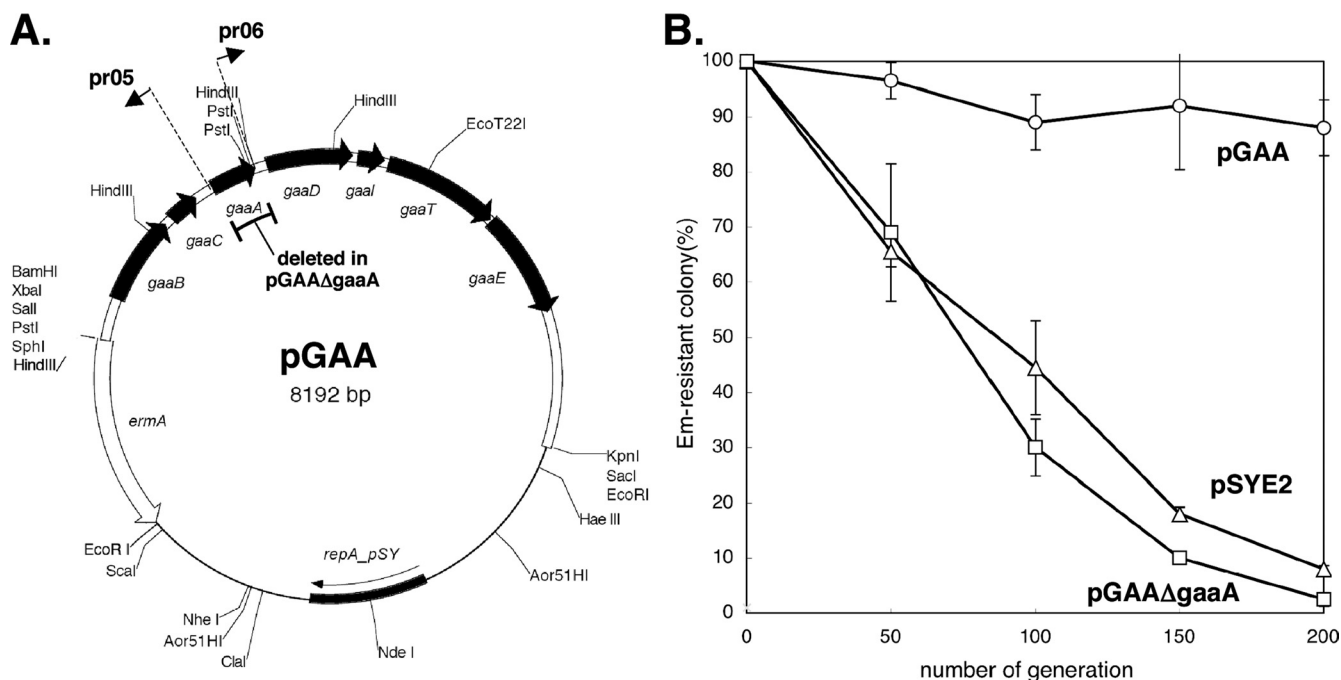 A.
pr06
pr05
HindIII
PstI
PstI
HindIII
EcoT22I
HindIII
gaaD
gaaI
gaaT
gaaA
gaaC
gaaB
gaaE
deleted in
pGAAΔgaaA
BamHI
XbaI
SalI
PstI
SphI
HindIII
pGAA
8192 bp
ermA
KpnI
SacI
EcoRI
Hae III
Aor51HI
EcoR I
ScaI
repA_pSY
Nhe I
Aor51HI
ClaI
Nde I
B.
Em-resistant colony(%)
100
90
80
70
60
50
40
30
20
10
0
pGAA
pSYE2
pGAAΔgaaA
0 50 100 150 200
number of generation